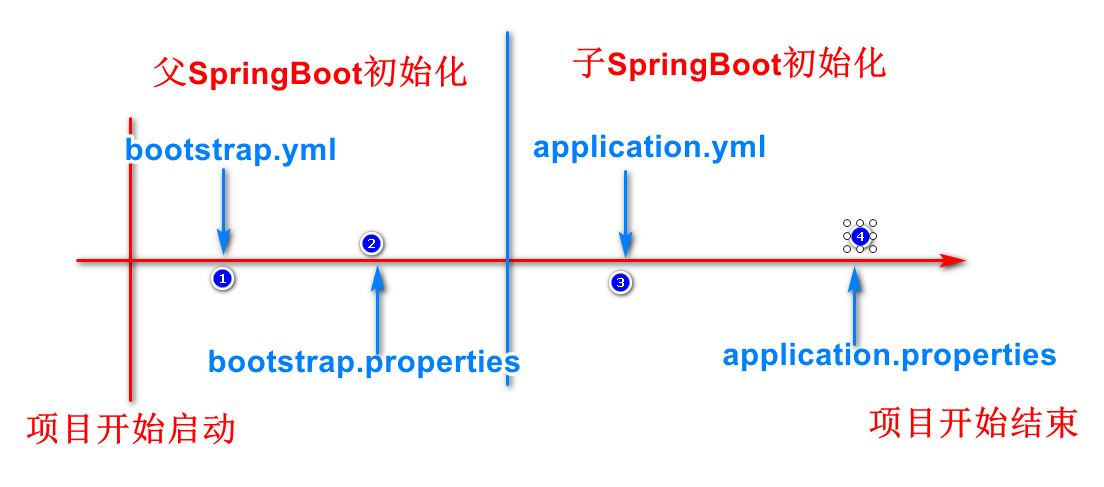 父SpringBoot初始化
子SpringBoot初始化
bootstrap.yml
application.yml
2
4
1
3
bootstrap.properties
application.properties
项目开始启动
项目开始结束